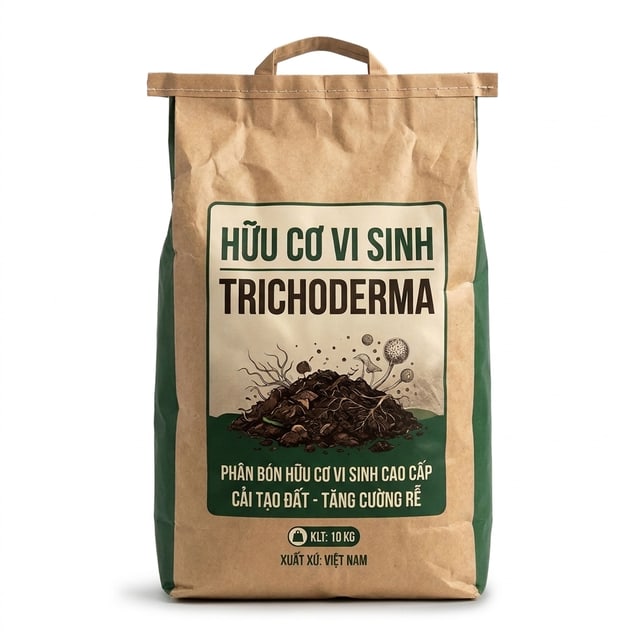 HỮU CƠ VI SINH
TRICHODERMA
PHÂN BÓN HỮU CƠ VI SINH CAO CẤP
CẢI TẠO ĐẤT - TĂNG CƯỜNG RỄ
KLT: 10 KG
XUẤT XỨ: VIỆT NAM